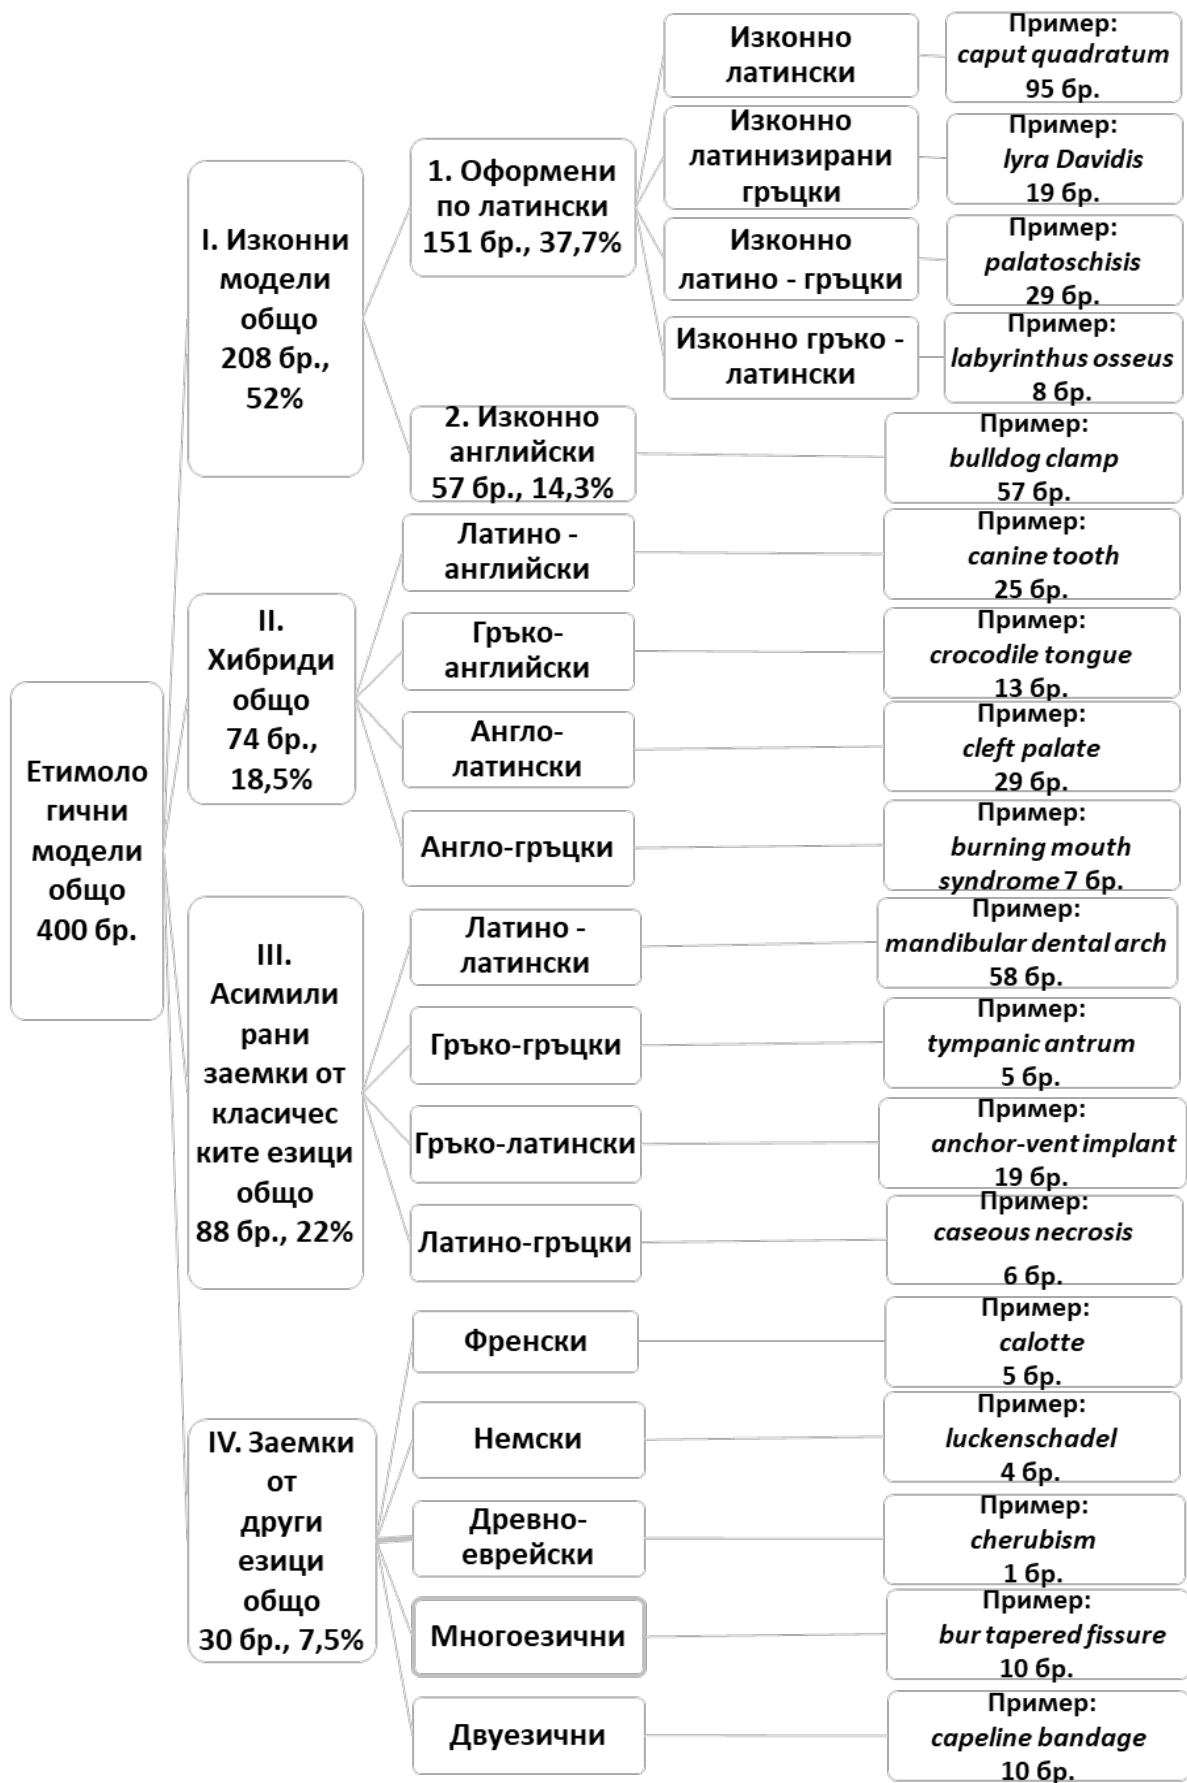 Етимоло
гични
модели
общо
400 бр.
I. Изконни
модели
общо
208 бр.,
52%
1. Оформени
по латински
151 бр., 37,7%
Изконно
латински
Пример:
caput quadratum
95 бр.
Изконно
латинизирани
гръцки
Пример:
lyra Davidis
19 бр.
Изконно
латино - гръцки
Пример:
palatoschisis
29 бр.
Изконно гръко -
латински
Пример:
labyrinthus osseus
8 бр.
2. Изконно
английски
57 бр., 14,3%
Пример:
bulldog clamp
57 бр.
II.
Хибриди
общо
74 бр.,
18,5%
Латино -
английски
Пример:
canine tooth
25 бр.
Гръко-
английски
Пример:
crocodile tongue
13 бр.
Англо-
латински
Пример:
cleft palate
29 бр.
Англо-гръцки
Пример:
burning mouth
syndrome 7 бр.
III.
Асимили
рани
заемки от
класичес
ките езици
общо
88 бр., 22%
Латино -
латински
Пример:
mandibular dental arch
58 бр.
Гръко-гръцки
Пример:
tympanic antrum
5 бр.
Гръко-латински
Пример:
anchor-vent implant
19 бр.
Латино-гръцки
Пример:
caseous necrosis
6 бр.
IV. Заемки
от
други
езици
общо
30 бр., 7,5%
Френски
Пример:
calotte
5 бр.
Немски
Пример:
luckenschadel
4 бр.
Древно-
еврейски
Пример:
cherubism
1 бр.
Многоезични
Пример:
bur tapered fissure
10 бр.
Двуезични
Пример:
capeline bandage
10 бр.